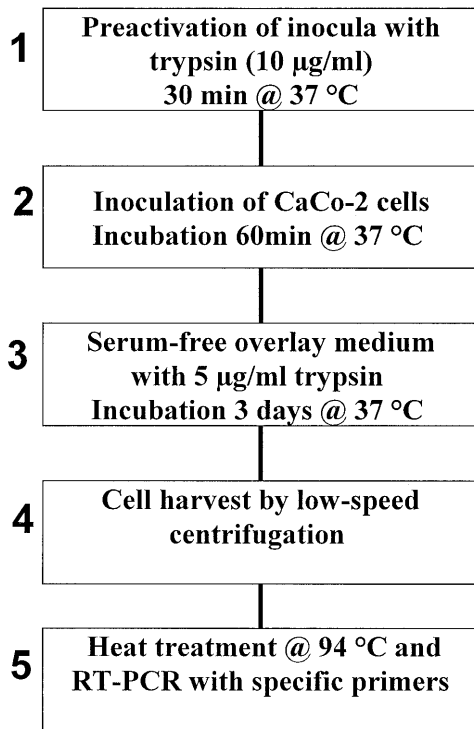 1
Preactivation of inocula with
trypsin (10 µg/ml)
30 min @ 37 °C
2
Inoculation of CaCo-2 cells
Incubation 60min @ 37 °C
3
Serum-free overlay medium
with 5 µg/ml trypsin
Incubation 3 days @ 37 °C
4
Cell harvest by low-speed
centrifugation
5
Heat treatment @ 94 °C and
RT-PCR with specific primers